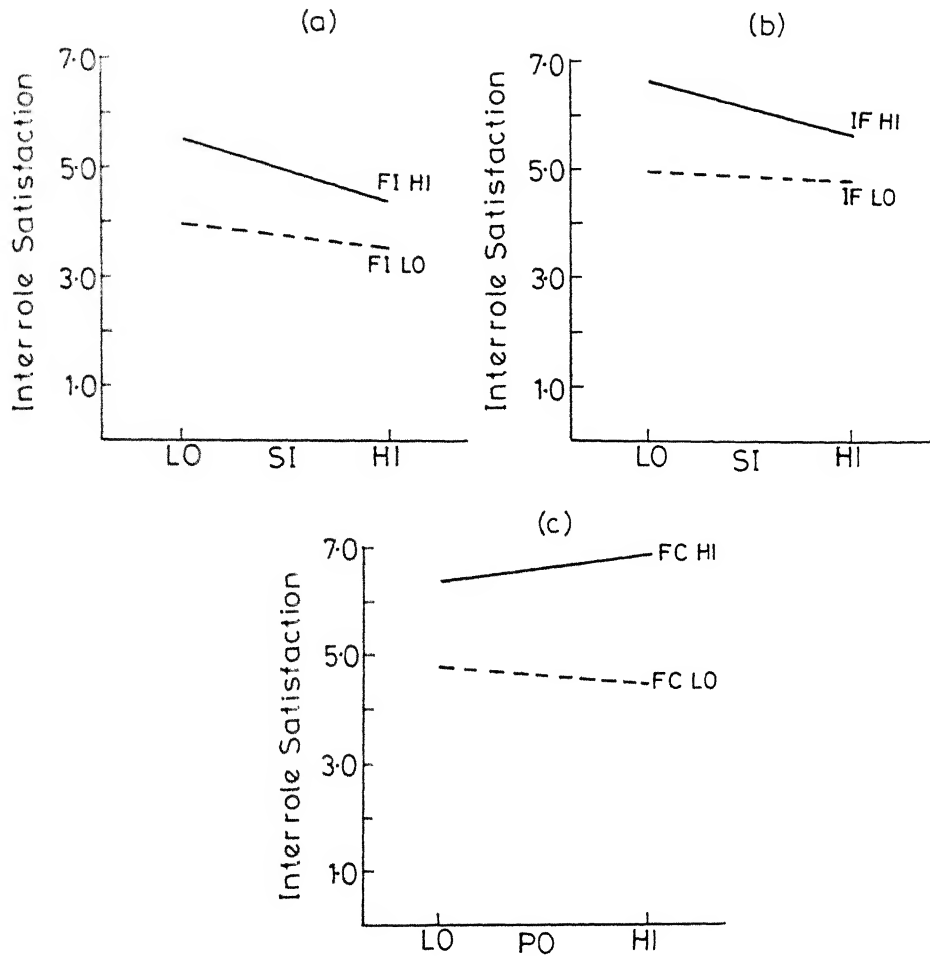 (a)
7·0
5·0
3·0
1·0
Interrole Satisfaction
FI HI
FI LO
LO SI HI
(b)
7·0
5·0
3·0
1·0
Interrole Satisfaction
IF HI
IF LO
LO SI HI
(c)
7·0
5·0
3·0
1·0
Interrole Satisfaction
FC HI
FC LO
LO PO HI